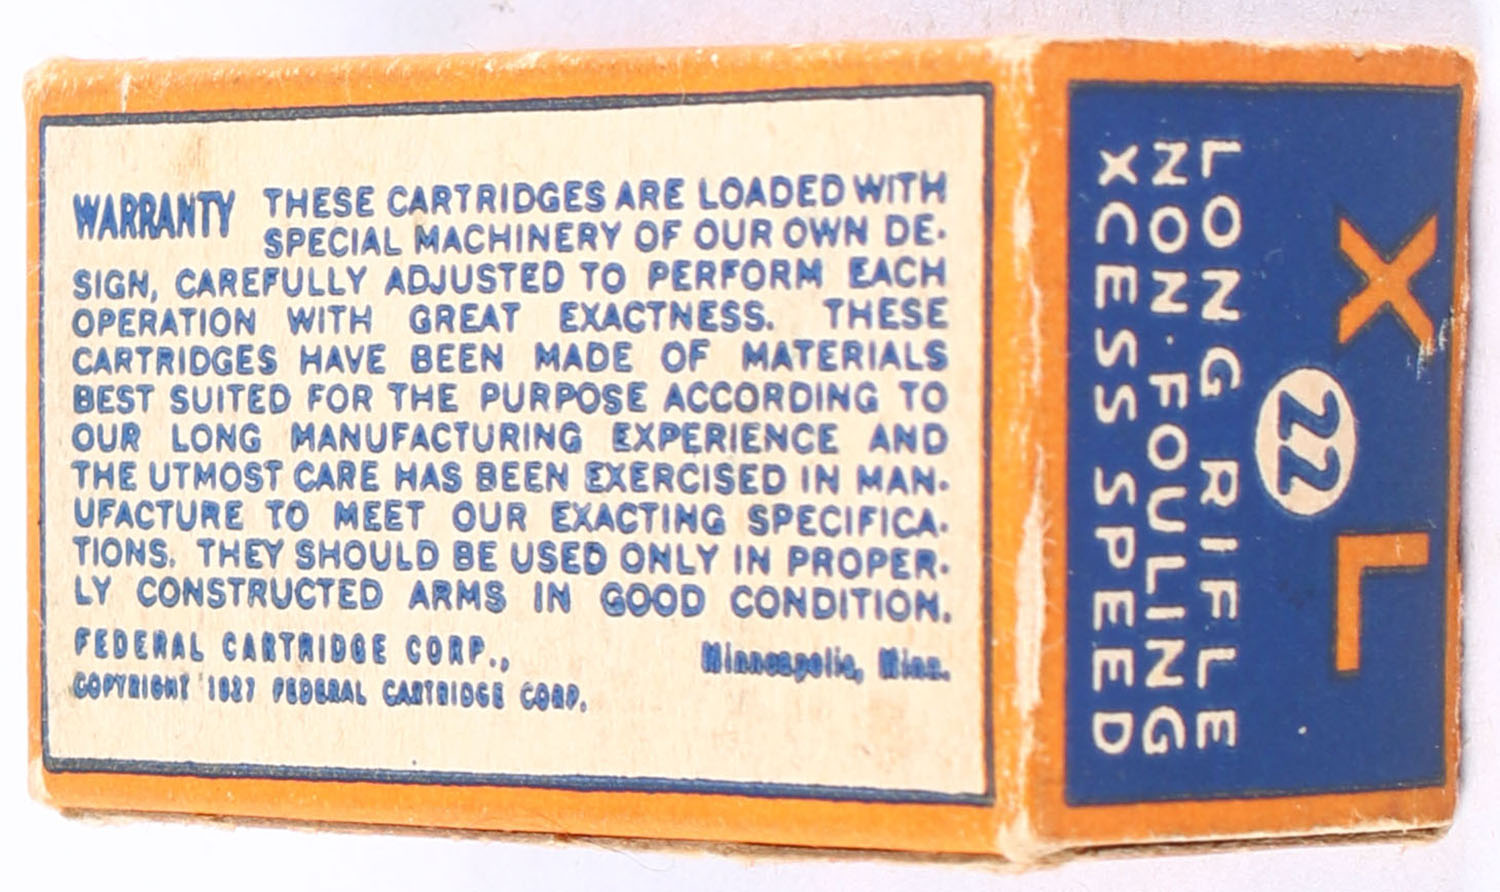 WARRANTY THESE CARTRIDGES ARE LOADED WITH
SPECIAL MACHINERY OF OUR OWN DE-
SIGN, CAREFULLY ADJUSTED TO PERFORM EACH
OPERATION WITH GREAT EXACTNESS. THESE
CARTRIDGES HAVE BEEN MADE OF MATERIALS
BEST SUITED FOR THE PURPOSE ACCORDING TO
OUR LONG MANUFACTURING EXPERIENCE AND
THE UTMOST CARE HAS BEEN EXERCISED IN MAN-
UFACTURE TO MEET OUR EXACTING SPECIFICA-
TIONS. THEY SHOULD BE USED ONLY IN PROPER-
LY CONSTRUCTED ARMS IN GOOD CONDITION.
FEDERAL CARTRIDGE CORP., Minneapolis, Minn.
COPYRIGHT 1927 FEDERAL CARTRIDGE CORP.
X 22 L
LONG RIFLE
NON-FOULING
XCESS SPEED